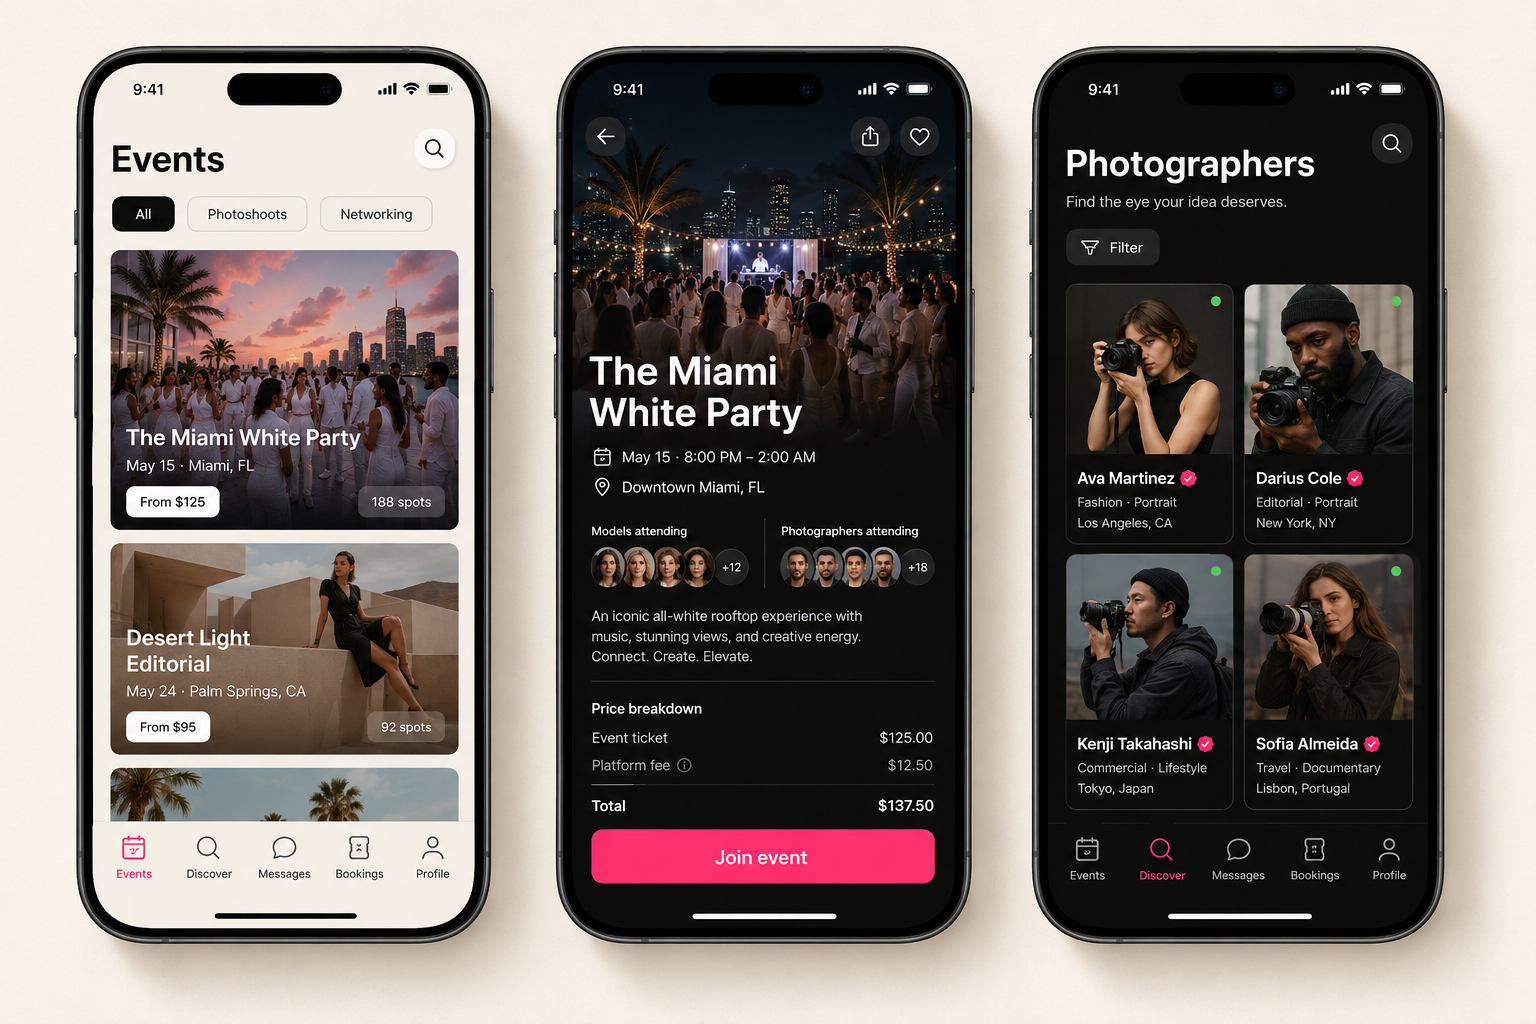 9:41
Events
All
Photoshoots
Networking
The Miami White Party
May 15 · Miami, FL
From $125
188 spots
Desert Light
Editorial
May 24 · Palm Springs, CA
From $95
92 spots
Events
Discover
Messages
Bookings
Profile
9:41
The Miami
White Party
May 15 · 8:00 PM – 2:00 AM
Downtown Miami, FL
Models attending
+12
Photographers attending
+18
An iconic all-white rooftop experience with
music, stunning views, and creative energy.
Connect. Create. Elevate.
Price breakdown
Event ticket $125.00
Platform fee $12.50
Total $137.50
Join event
9:41
Photographers
Find the eye your idea deserves.
Filter
Ava Martinez
Fashion · Portrait
Los Angeles, CA
Darius Cole
Editorial · Portrait
New York, NY
Kenji Takahashi
Commercial · Lifestyle
Tokyo, Japan
Sofia Almeida
Travel · Documentary
Lisbon, Portugal
Events
Discover
Messages
Bookings
Profile